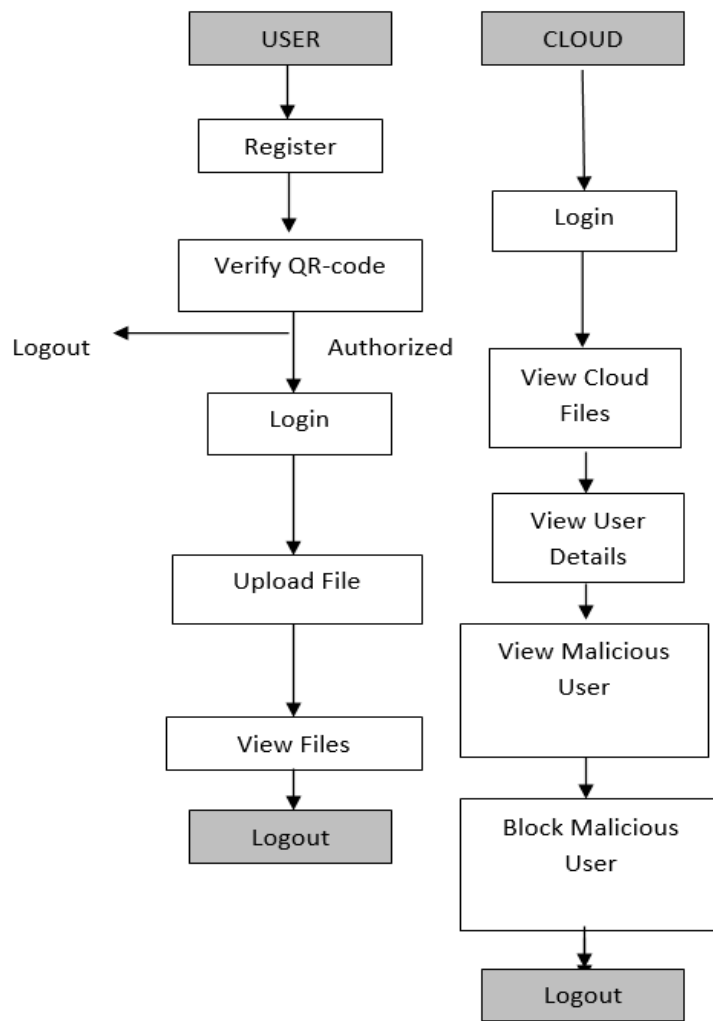 USER
Register
Verify QR-code
Logout
Authorized
Login
Upload File
View Files
Logout
CLOUD
Login
View Cloud
Files
View User
Details
View Malicious
User
Block Malicious
User
Logout